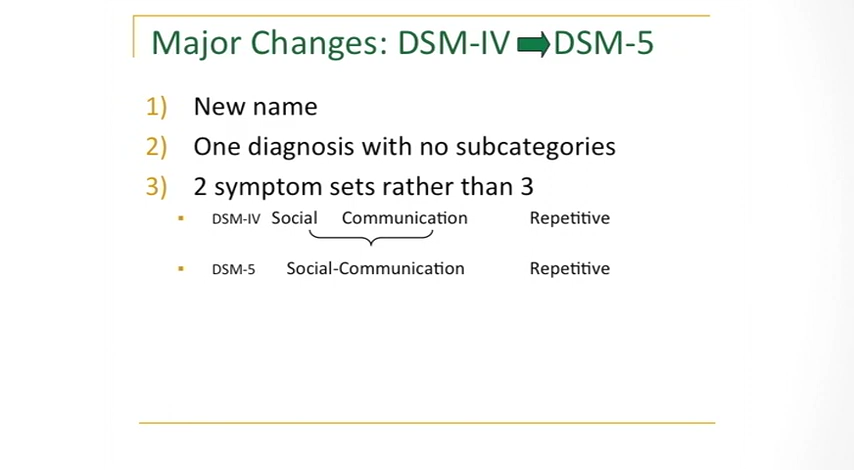 Major Changes: DSM-IV DSM-5
1) New name
2) One diagnosis with no subcategories
3) 2 symptom sets rather than 3
▪ DSM-IV Social Communication Repetitive
▪ DSM-5 Social-Communication Repetitive